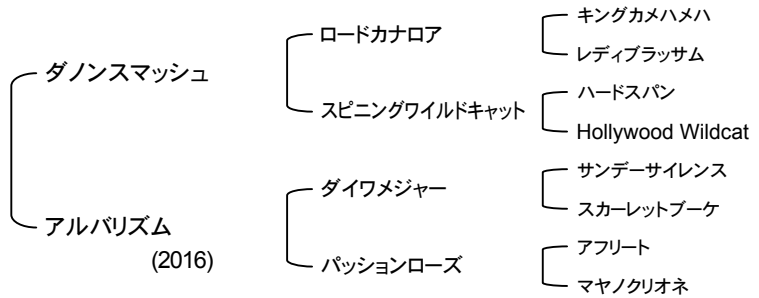 キングカメハメハ
ロードカナロア
レディブラッサム
ダノンスマッシュ
ハードスパン
スピニングワイルドキャット
Hollywood Wildcat
サンデーサイレンス
ダイワメジャー
スカーレットブーケ
アルバリズム
(2016)
アフリート
パッションローズ
マヤノクリオネ